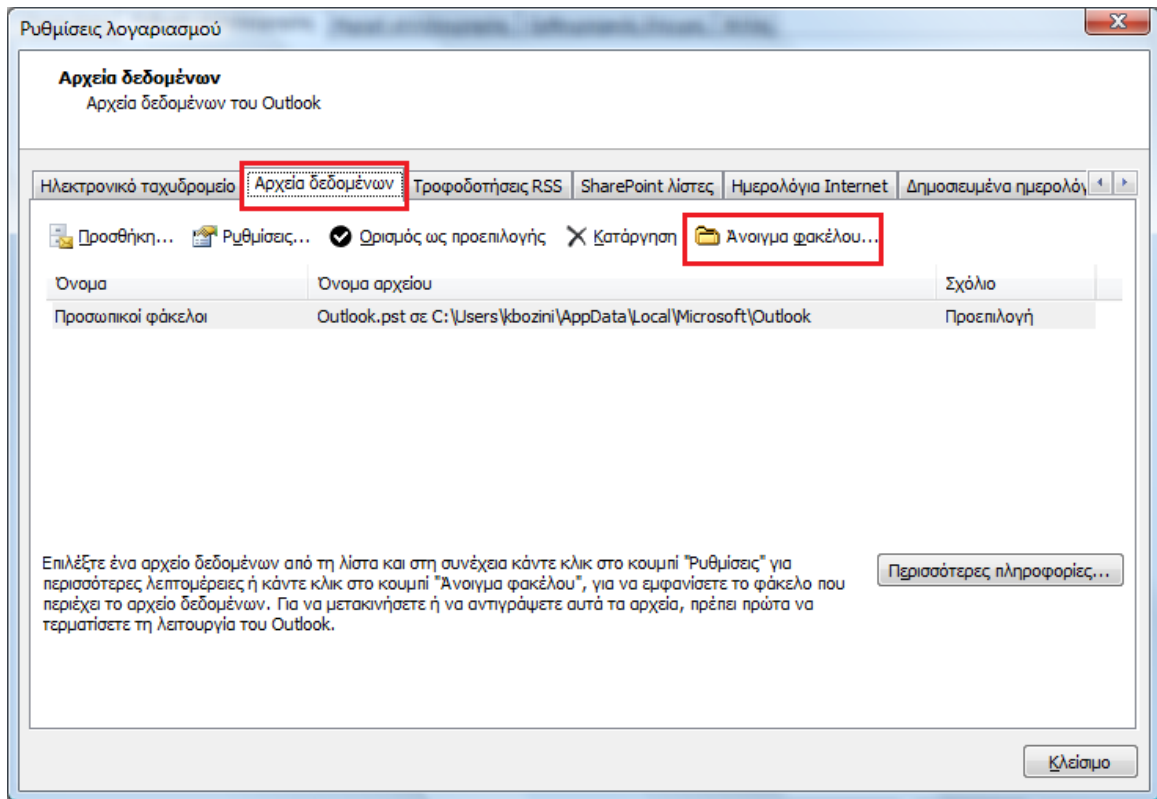 Ρυθμίσεις λογαριασμού
Αρχεία δεδομένων
Αρχεία δεδομένων του Outlook
Ηλεκτρονικό ταχυδρομείο Αρχεία δεδομένων Τροφοδοτήσεις RSS SharePoint λίστες Ημερολόγια Internet Δημοσιευμένα ημερολόγ
Προσθήκη... Ρυθμίσεις... Ορισμός ως προεπιλογής Κατάργηση Άνοιγμα φακέλου...
Όνομα Όνομα αρχείου Σχόλιο
Προσωπικοί φάκελοι Outlook.pst σε C:\Users\kbozini\AppData\Local\Microsoft\Outlook Προεπιλογή
Επιλέξτε ένα αρχείο δεδομένων από τη λίστα και στη συνέχεια κάντε κλικ στο κουμπί "Ρυθμίσεις" για
περισσότερες λεπτομέρειες ή κάντε κλικ στο κουμπί "Άνοιγμα φακέλου", για να εμφανίσετε το φάκελο που
περιέχει το αρχείο δεδομένων. Για να μετακινήσετε ή να αντιγράψετε αυτά τα αρχεία, πρέπει πρώτα να
τερματίσετε τη λειτουργία του Outlook.
Περισσότερες πληροφορίες...
Κλείσιμο